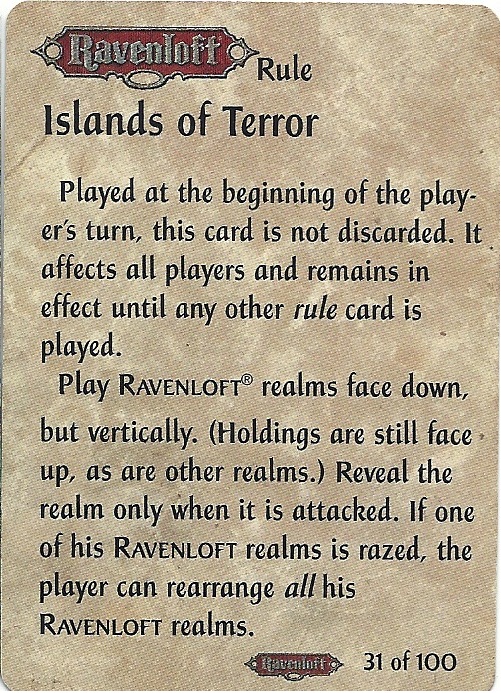 Ravenloft
Rule
Islands of Terror
Played at the beginning of the play-
er's turn, this card is not discarded. It
affects all players and remains in
effect until any other rule card is
played.
Play RAVENLOFT® realms face down,
but vertically. (Holdings are still face
up, as are other realms.) Reveal the
realm only when it is attacked. If one
of his RAVENLOFT realms is razed, the
player can rearrange all his
RAVENLOFT realms.
Ravenloft 31 of 100